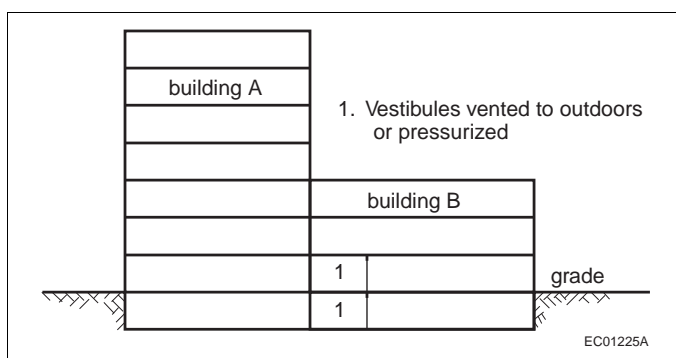 building A
1. Vestibules vented to outdoors
or pressurized
building B
1
grade
1
EC01225A